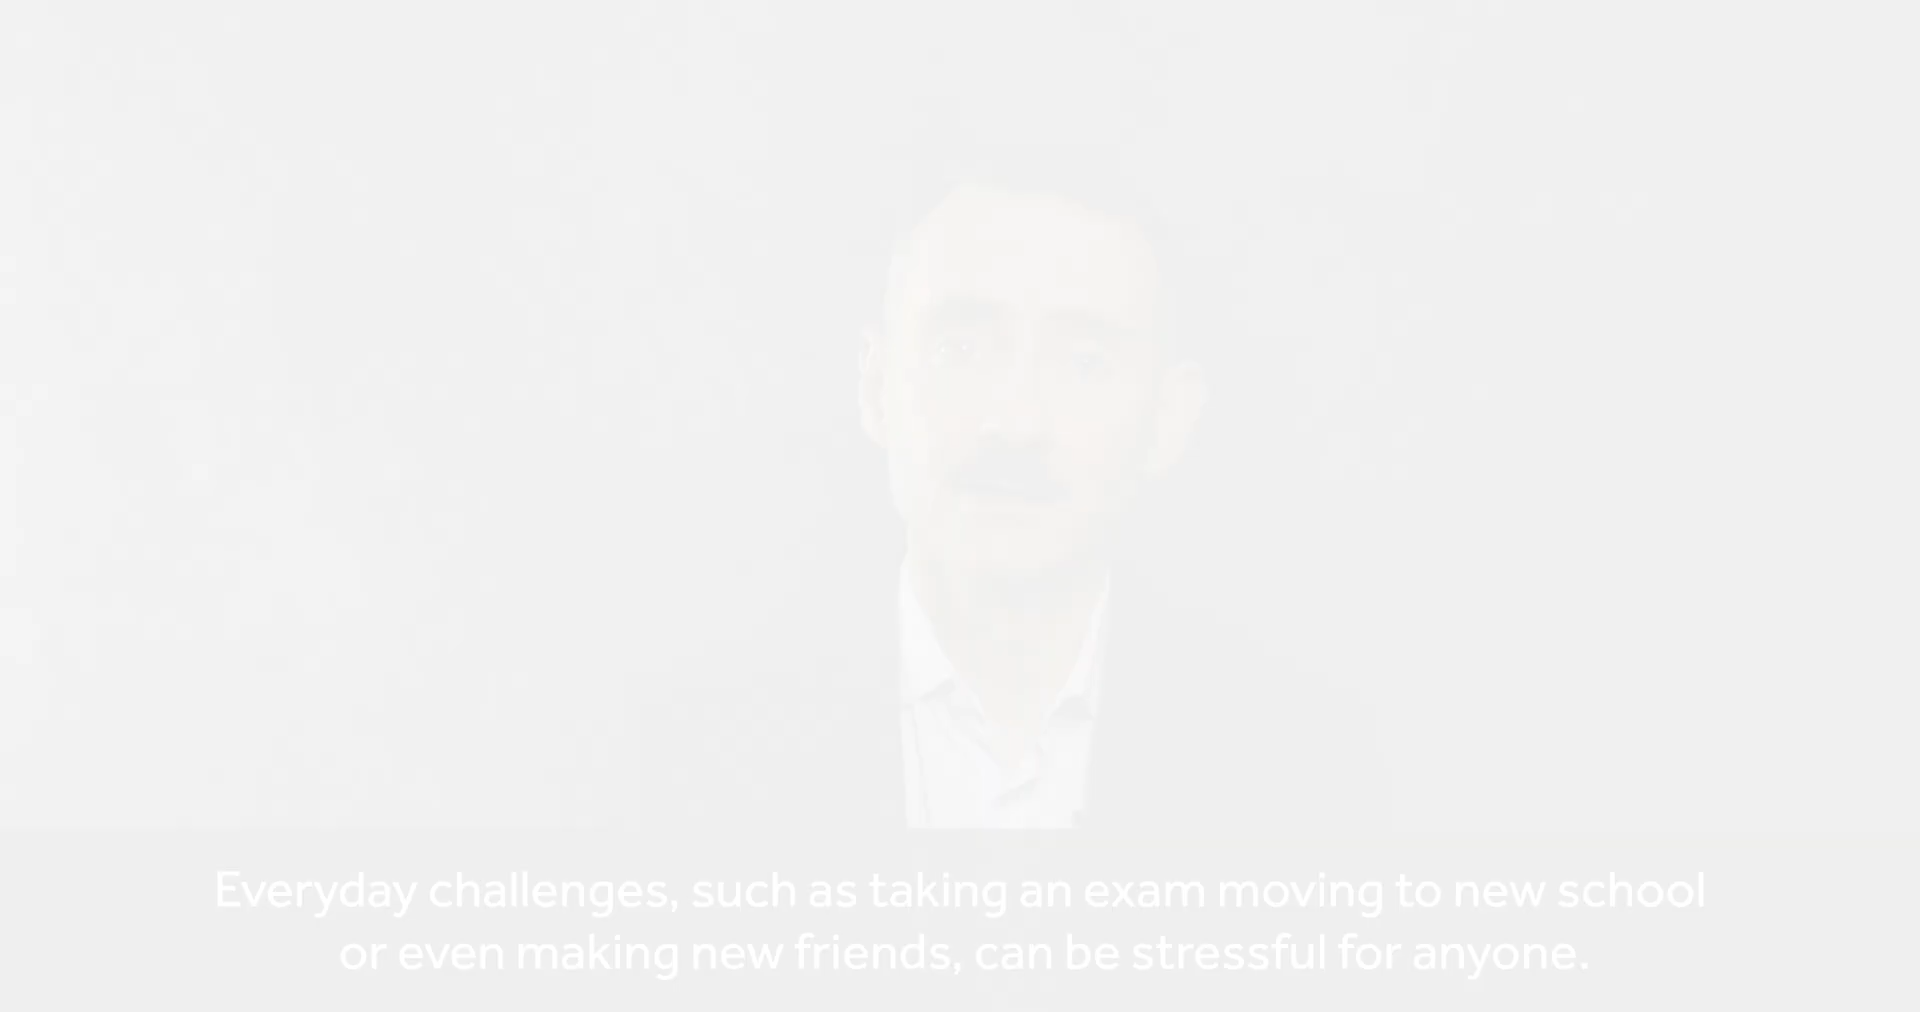 Everyday challenges, such as taking an exam moving to new school
or even making new friends, can be stressful for anyone.